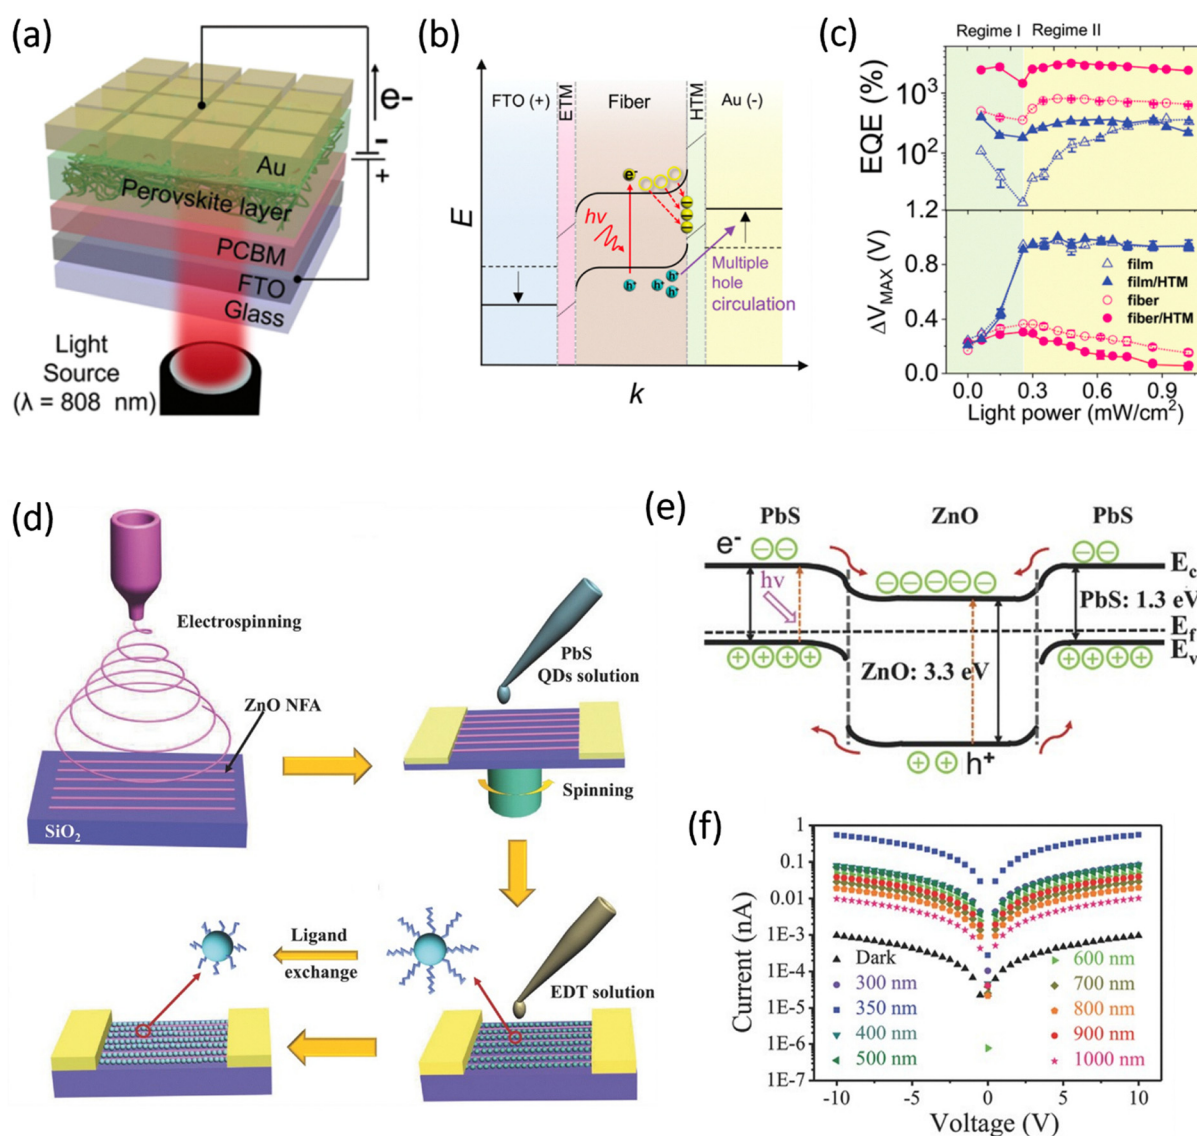 (a)
e-
-
+
Au
Perovskite layer
PCBM
FTO
Glass
Light
Source
(λ = 808 nm)
(b)
FTO (+)
ETM
Fiber
HTM
Au (-)
E
e-
hν
h+
h+
h+
h+
Multiple
hole
circulation
k
(c)
Regime I
Regime II
EQE (%)
10³
10²
1.2
ΔV_MAX (V)
0.8
0.4
0.0
film
film/HTM
fiber
fiber/HTM
0.0 0.3 0.6 0.9
Light power (mW/cm²)
(d)
Electrospinning
ZnO NFA
SiO₂
PbS
QDs solution
Spinning
Ligand
exchange
EDT solution
(e)
PbS
ZnO
PbS
e-
hv
E_c
PbS: 1.3 eV
E_f
E_v
ZnO: 3.3 eV
h+
(f)
Current (nA)
1
0.1
0.01
1E-3
1E-4
1E-5
1E-6
1E-7
Dark
300 nm
350 nm
400 nm
500 nm
600 nm
700 nm
800 nm
900 nm
1000 nm
-10 -5 0 5 10
Voltage (V)